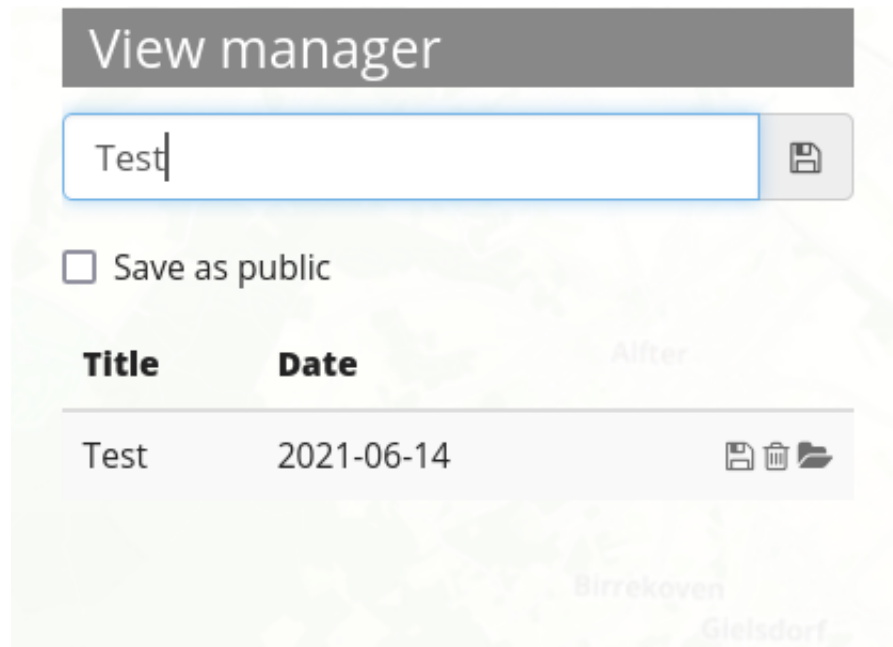 View manager
Test
Save as public
Title Date
Alfter
Test 2021-06-14
Birrekoven
Gielsdorf